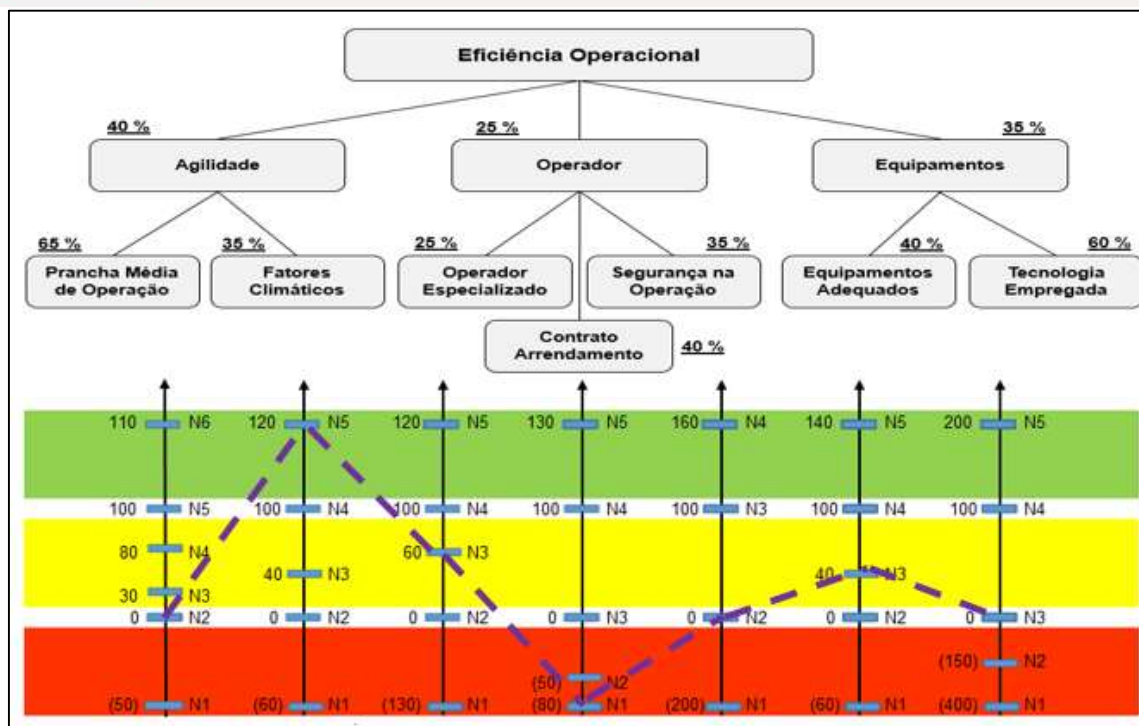 Eficiência Operacional
40 % 25 % 35 %
Agilidade Operador Equipamentos
65 % 35 % 25 % 35 % 40 % 60 %
Prancha Média Fatores Operador Segurança na Equipamentos Tecnologia
de Operação Climáticos Especializado Operação Adequados Empregada
Contrato
Arrendamento 40 %
110 N6 120 N5 120 N5 130 N5 160 N4 140 N5 200 N5
100 N5 100 N4 100 N4 100 N4 100 N3 100 N4 100 N4
80 N4 60 N3
40 N3 40 N3
30 N3
0 N2 0 N2 0 N2 0 N3 0 N2 0 N2 0 N3
(150) N2
(50) N2
(50) N1 (60) N1 (130) N1 (80) N1 (200) N1 (60) N1 (400) N1